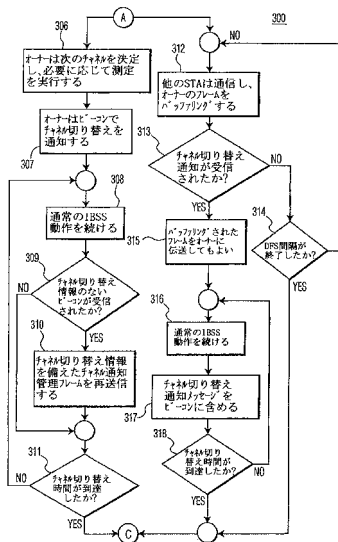 A
300
306
オーナーは次のチャネルを決定
し、必要に応じて測定
を実行する
オーナーはビーコンで
チャネル切り替えを
通知する
307
308
通常のIBSS
動作を続ける
309
チャネル切り替え
情報のない
ビーコンが受信
されたか?
NO
YES
310
チャネル切り替え情報
を備えたチャネル通知
管理フレームを再送信
する
311
チャネル切り替え
時間が到達
したか?
NO
YES
C
NO
312
他のSTAは通信し、
オーナーのフレームを
バッファリングする
313
チャネル切り替え
通知が受信
されたか?
NO
YES
314
DFS間隔が
終了したか?
YES
315
バッファリングされた
フレームをオーナーに
伝送してもよい
316
通常のIBSS
動作を続ける
チャネル切り替え
通知メッセージを
ビーコンに含める
317
318
チャネル切り
替え時間が
到達したか?
NO
YES